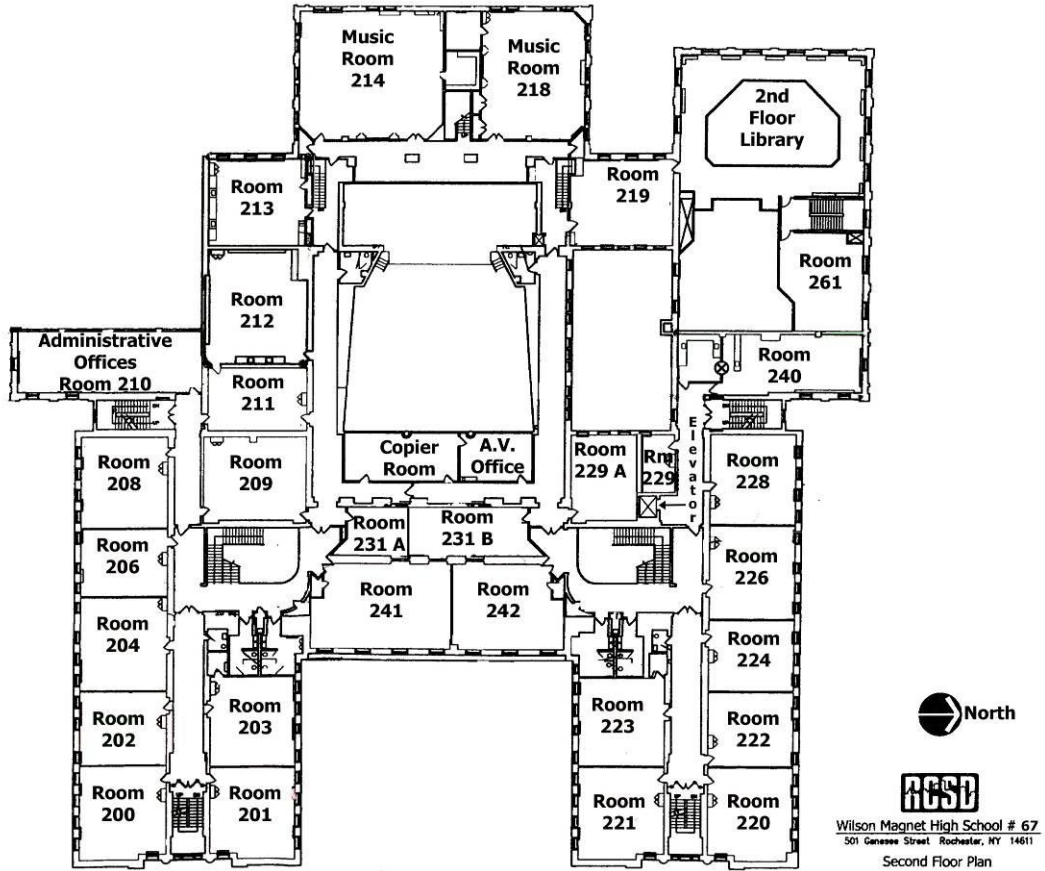 Music
Room
214
Music
Room
218
2nd
Floor
Library
Room
213
Room
219
Room
261
Room
212
Administrative
Offices
Room 210
Room
240
Room
211
Copier
Room
A.V.
Office
Room
229 A
Rm
229
Elevator
Room
208
Room
209
Room
228
Room
231 A
Room
231 B
Room
206
Room
226
Room
241
Room
242
Room
204
Room
224
Room
203
Room
223
Room
202
Room
222
North
Room
200
Room
201
Room
221
Room
220
RCSD
Wilson Magnet High School # 67
501 Genesee Street Rochester, NY 14611
Second Floor Plan